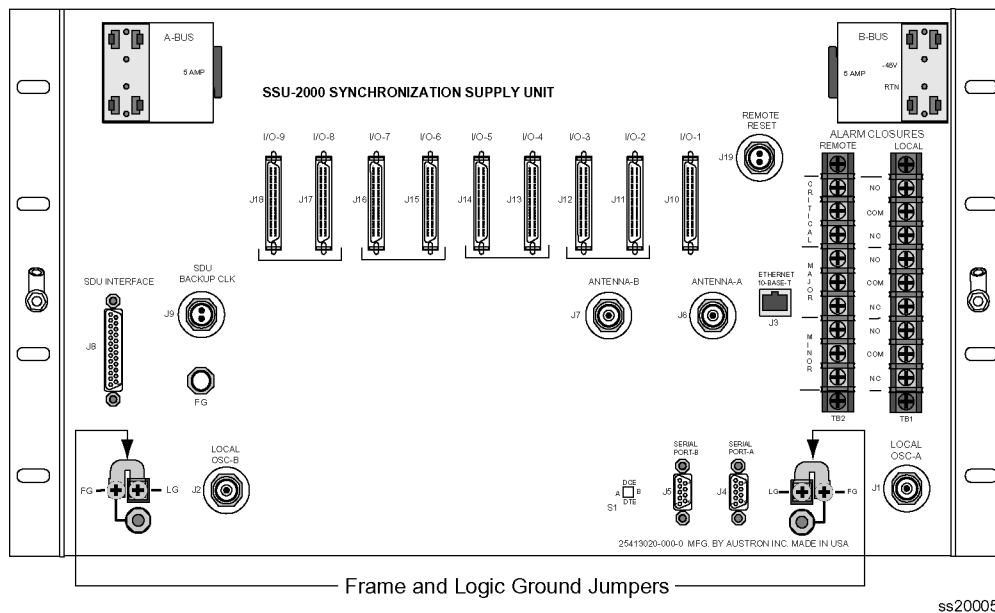 A-BUS
5 AMP
B-BUS
5 AMP
-48V
RTN
SSU-2000 SYNCHRONIZATION SUPPLY UNIT
REMOTE
RESET
J19
ALARM CLOSURES
REMOTE LOCAL
I/O-9 I/O-8 I/O-7 I/O-6 I/O-5 I/O-4 I/O-3 I/O-2 I/O-1
J18 J17 J16 J15 J14 J13 J12 J11 J10
CRITICAL
NO
COM
NC
MAJOR
NO
COM
NC
MINOR
NO
COM
NC
TB2 TB1
SDU INTERFACE
J8
SDU
BACKUP CLK
J9
FG
ANTENNA-B
J7
ANTENNA-A
J6
ETHERNET
10-BASE-T
J3
FG LG
LOCAL
OSC-B
J2
DCE
A B
DTE
S1
SERIAL
PORT-B
J5
SERIAL
PORT-A
J4
LG FG
LOCAL
OSC-A
J1
25413020-000-0 MFG. BY AUSTRON INC. MADE IN USA
Frame and Logic Ground Jumpers
ss20005